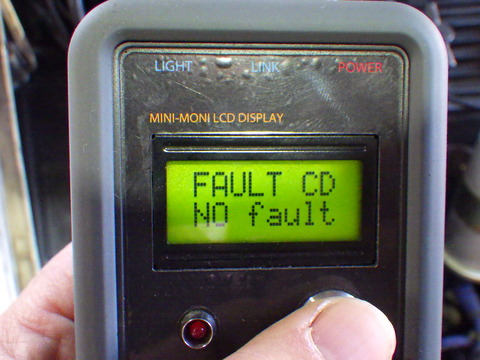 LIGHT LINK POWER
MINI-MONI LCD DISPLAY
FAULT CD
NO fault